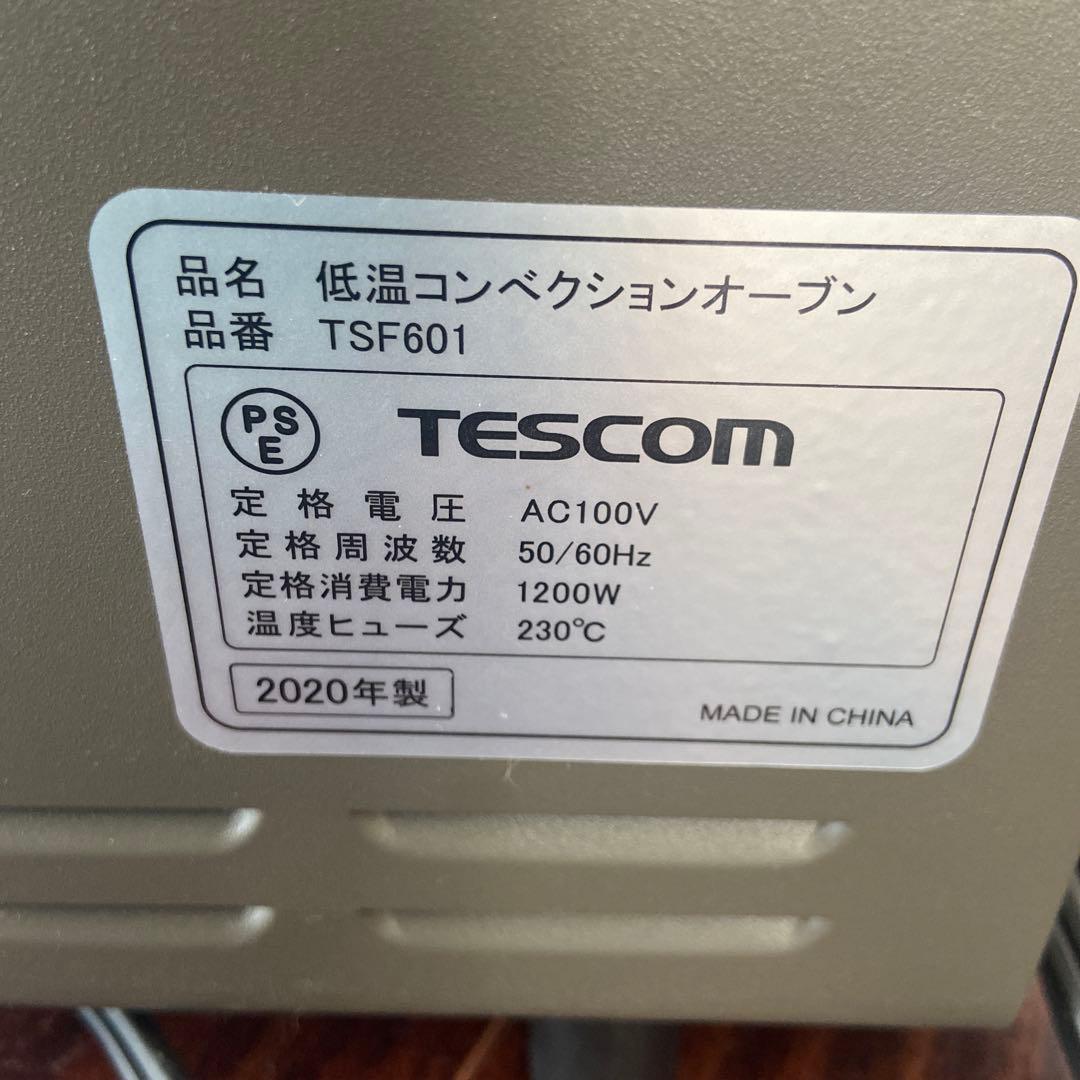 品名 低温コンベクションオーブン
品番 TSF601
PSE TESCOM
定格電圧 AC100V
定格周波数 50/60Hz
定格消費電力 1200W
温度ヒューズ 230℃
2020年製 MADE IN CHINA